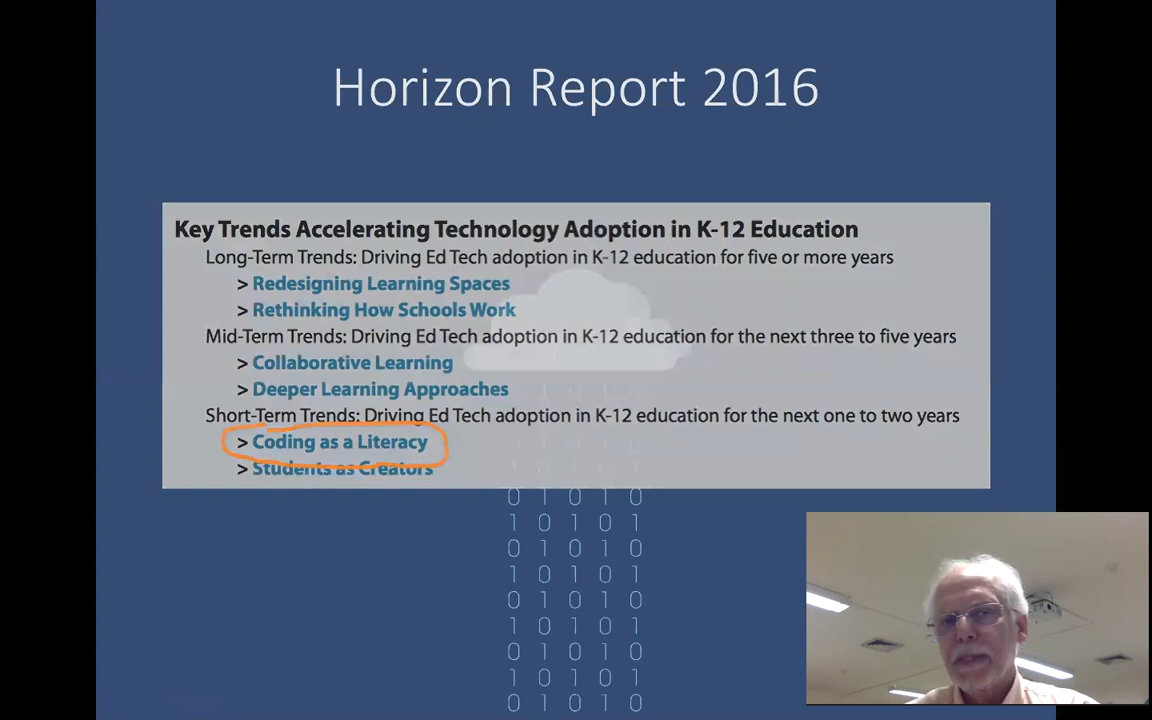 Horizon Report 2016
Key Trends Accelerating Technology Adoption in K-12 Education
Long-Term Trends: Driving Ed Tech adoption in K-12 education for five or more years
> Redesigning Learning Spaces
> Rethinking How Schools Work
Mid-Term Trends: Driving Ed Tech adoption in K-12 education for the next three to five years
> Collaborative Learning
> Deeper Learning Approaches
Short-Term Trends: Driving Ed Tech adoption in K-12 education for the next one to two years
> Coding as a Literacy
> Students as Creators
0 1 0 1 0
1 0 1 0 1
0 1 0 1 0
1 0 1 0 1
0 1 0 1 0
1 0 1 0 1
0 1 0 1 0
1 0 1 0 1
0 1 0 1 0